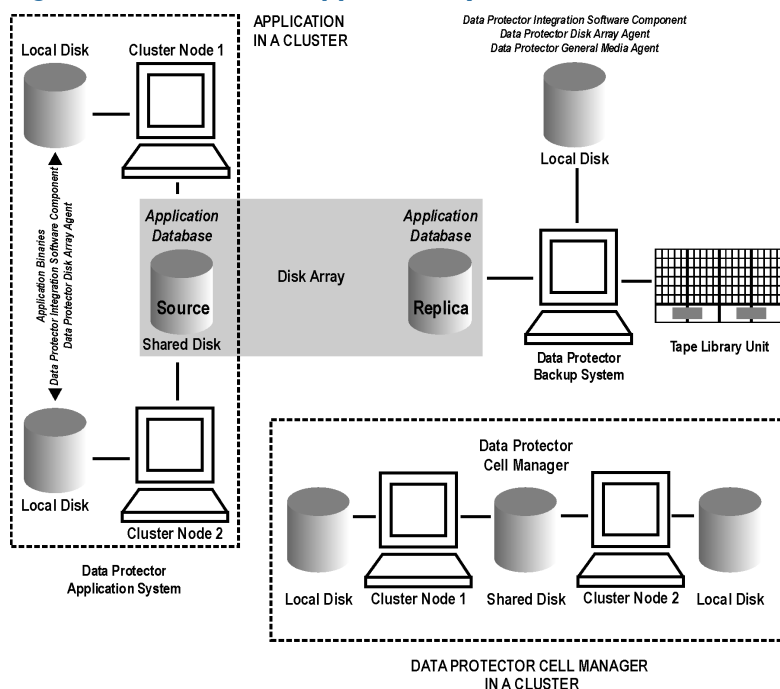 APPLICATION
IN A CLUSTER
Data Protector Integration Software Component
Data Protector Disk Array Agent
Data Protector General Media Agent
Local Disk
Cluster Node 1
Local Disk
Application Binaries
Data Protector Integration Software Component
Data Protector Disk Array Agent
Application
Database
Source
Shared Disk
Disk Array
Application
Database
Replica
Data Protector
Backup System
Tape Library Unit
Local Disk
Cluster Node 2
Data Protector
Application System
Data Protector
Cell Manager
Local Disk
Cluster Node 1
Shared Disk
Cluster Node 2
Local Disk
DATA PROTECTOR CELL MANAGER
IN A CLUSTER